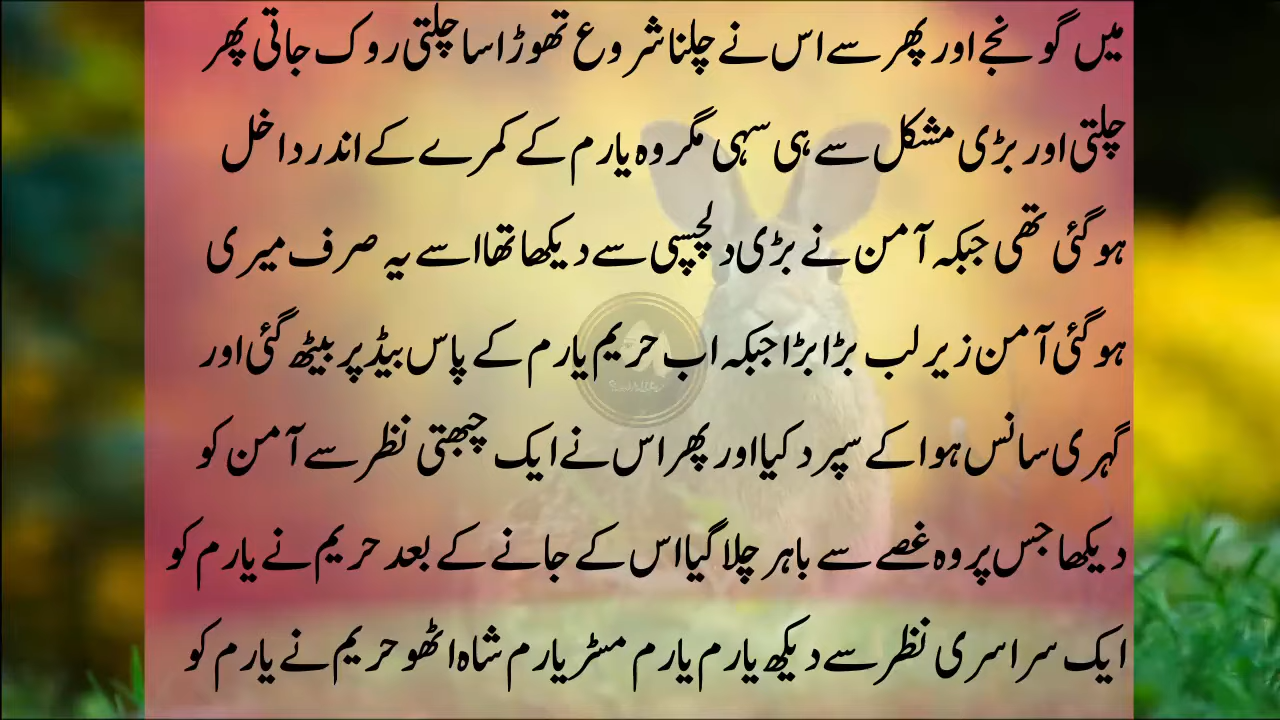 میں گونجے اور پھر سے اس نے چلنا شروع تھوڑا سا چلتی روک جاتی پھر
چلتی اور بڑی مشکل سے ہی سہی مگر وہ یارم کے کمرے کے اندر داخل
ہو گئی تھی جبکہ آمن نے بڑی دلچسپی سے دیکھا تھا اسے یہ صرف میری
ہو گئی آمن زیر لب بڑابڑا جبکہ اب حریم یارم کے پاس بیڈ پر بیٹھ گئی اور
گہری سانس ہوا کے سپرد کیا اور پھر اس نے ایک چبھتی نظر سے آمن کو
دیکھا جس پر وہ غصے سے باہر چلا گیا اس کے جانے کے بعد حریم نے یارم کو
ایک سراسری نظر سے دیکھ یارم یارم مسٹر یارم شاہ اٹھو حریم نے یارم کو